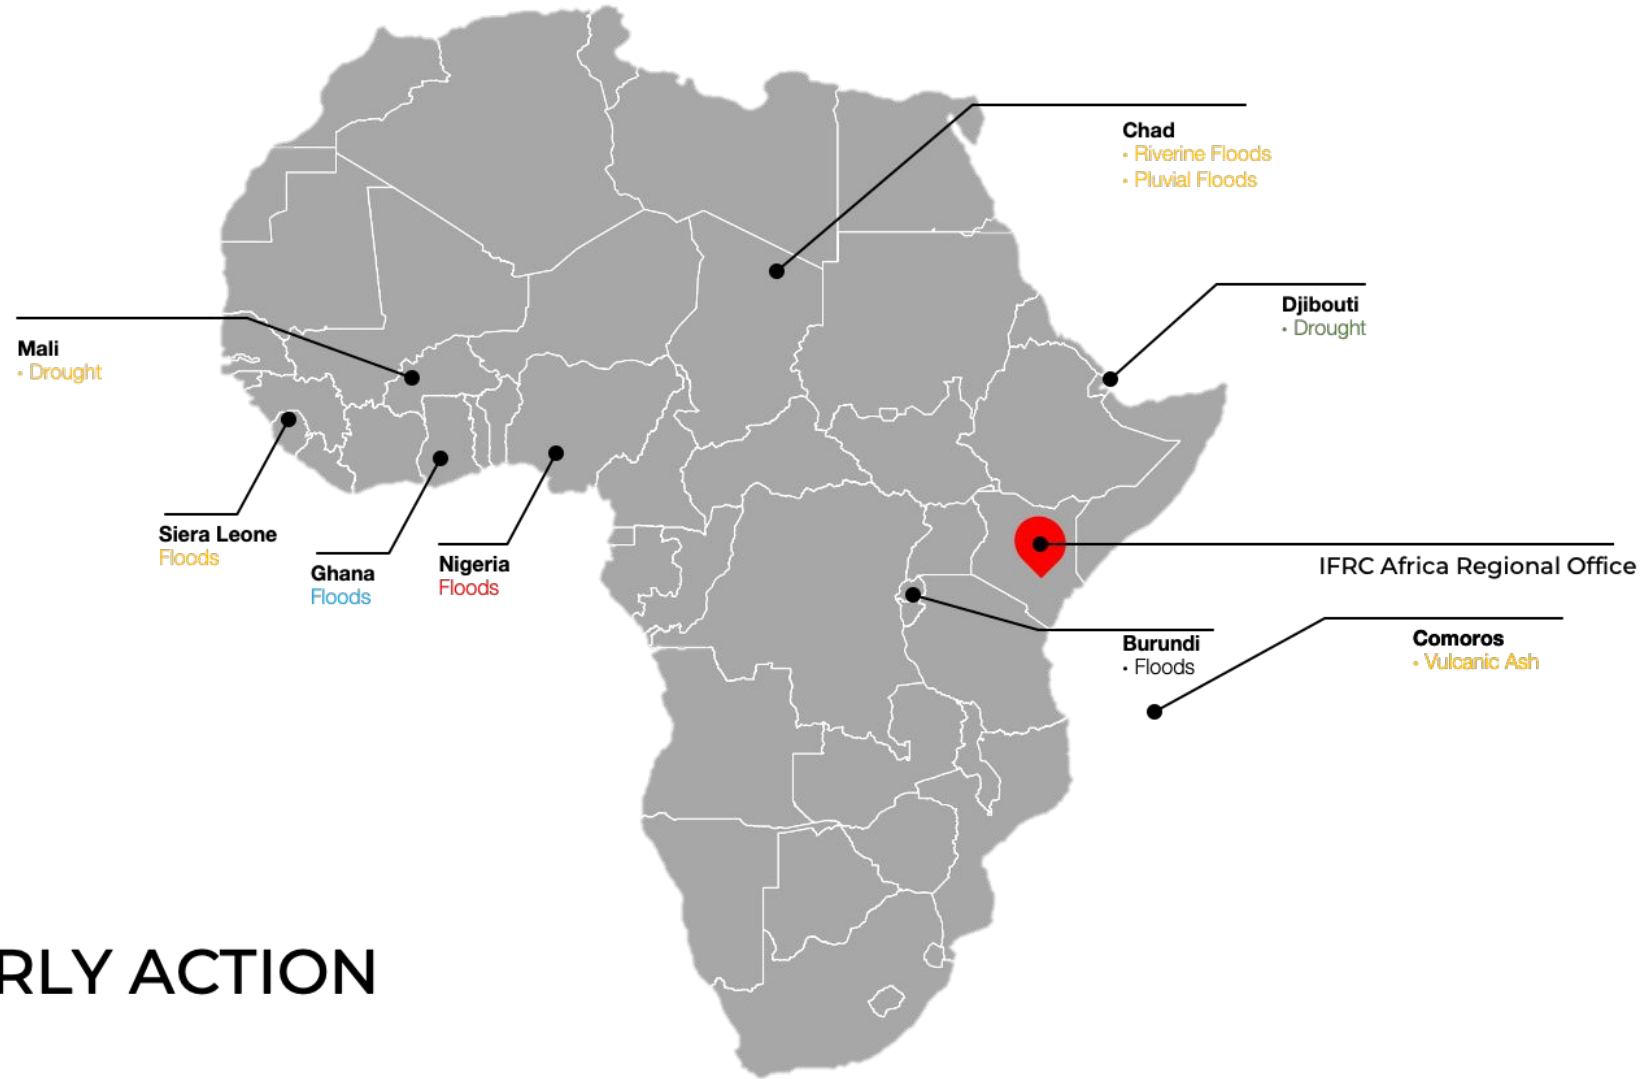 Chad
• Riverine Floods
• Pluvial Floods
Djibouti
• Drought
Mali
• Drought
Siera Leone
Floods
Ghana
Floods
Nigeria
Floods
IFRC Africa Regional Office
Burundi
• Floods
Comoros
• Vulcanic Ash
RLY ACTION